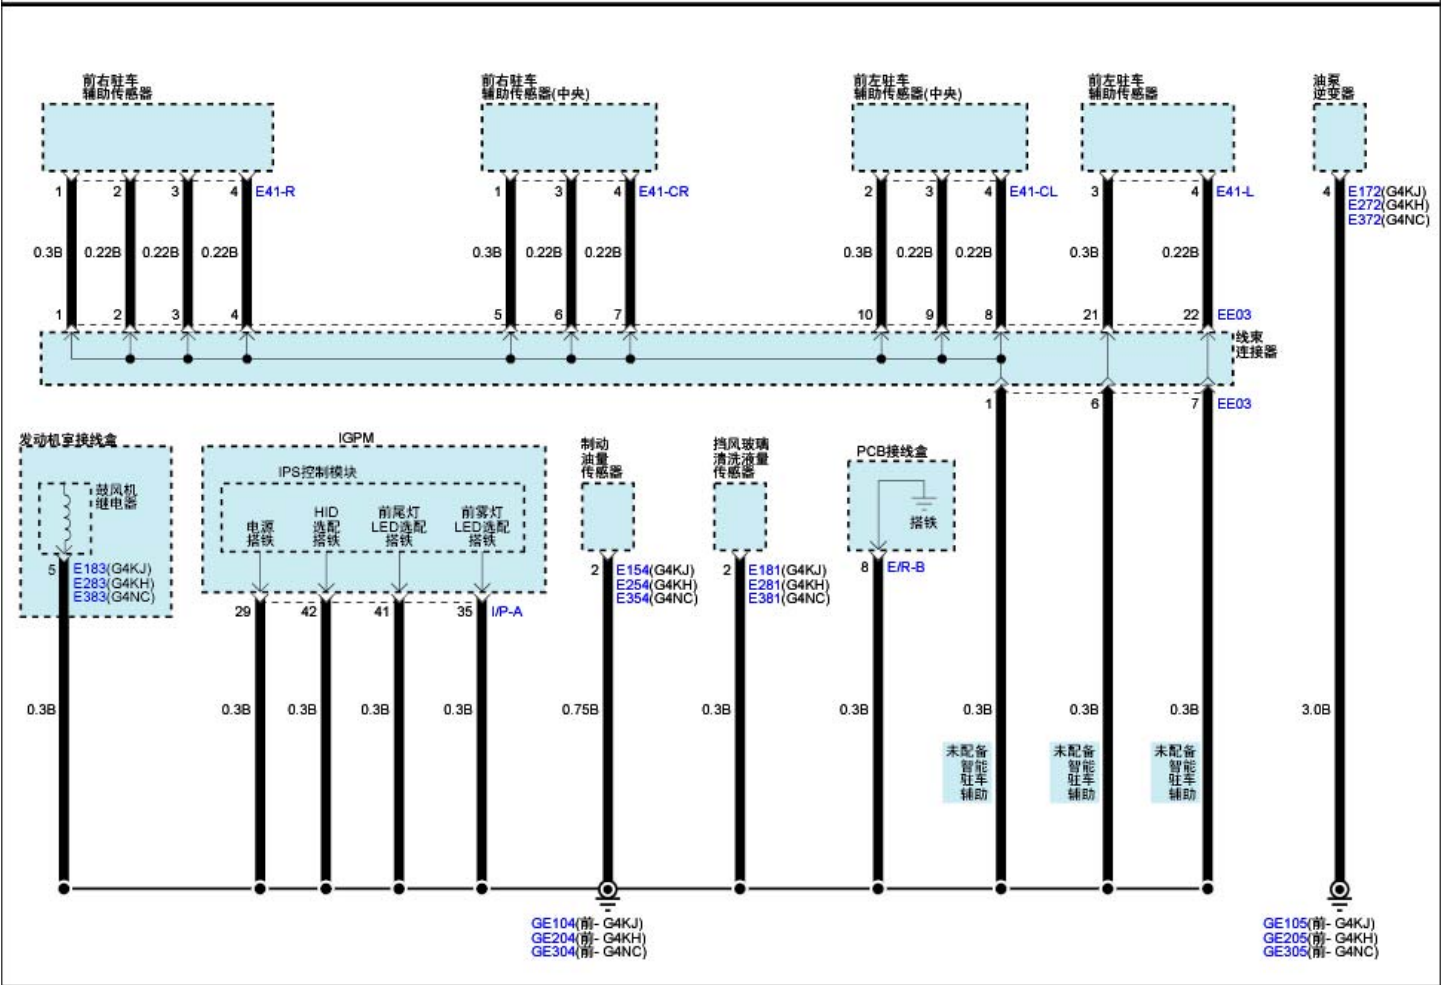 前右驻车
辅助传感器
前右驻车
辅助传感器(中央)
前左驻车
辅助传感器(中央)
前左驻车
辅助传感器
油泵
逆变器
1 2 3 4 E41-R
1 3 4 E41-CR
2 3 4 E41-CL
3 4 E41-L
4 E172(G4KJ)
E272(G4KH)
E372(G4NC)
0.3B 0.22B 0.22B 0.22B
0.3B 0.22B 0.22B
0.3B 0.22B 0.22B
0.3B 0.22B
1 2 3 4 5 6 7 10 9 8 21 22 EE03
线束
连接器
1 6 7 EE03
发动机室接线盒
鼓风机
继电器
5 E183(G4KJ)
E283(G4KH)
E383(G4NC)
IGPM
IPS控制模块
电源
搭铁
HID
选配
搭铁
前尾灯
LED选配
搭铁
前雾灯
LED选配
搭铁
29 42 41 35 I/P-A
制动
油量
传感器
2 E154(G4KJ)
E254(G4KH)
E354(G4NC)
挡风玻璃
清洗液量
传感器
2 E181(G4KJ)
E281(G4KH)
E381(G4NC)
PCB接线盒
搭铁
8 E/R-B
0.3B 0.3B 0.3B 0.3B 0.3B 0.75B 0.3B 0.3B 0.3B 0.3B 0.3B 3.0B
未配备
智能
驻车
辅助
未配备
智能
驻车
辅助
未配备
智能
驻车
辅助
GE104(前- G4KJ)
GE204(前- G4KH)
GE304(前- G4NC)
GE105(前- G4KJ)
GE205(前- G4KH)
GE305(前- G4NC)